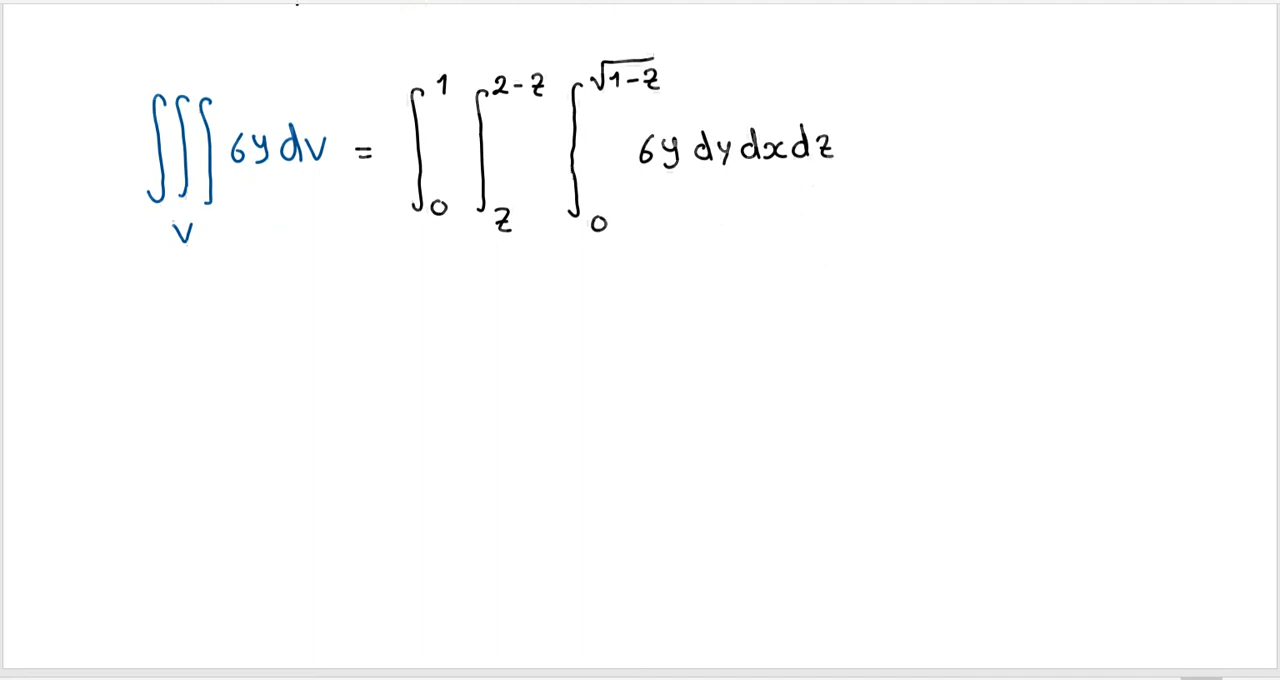 ∭_V 6y dV = ∫_0^1 ∫_z^{2-z} ∫_0^{√(1-z)} 6y dy dx dz